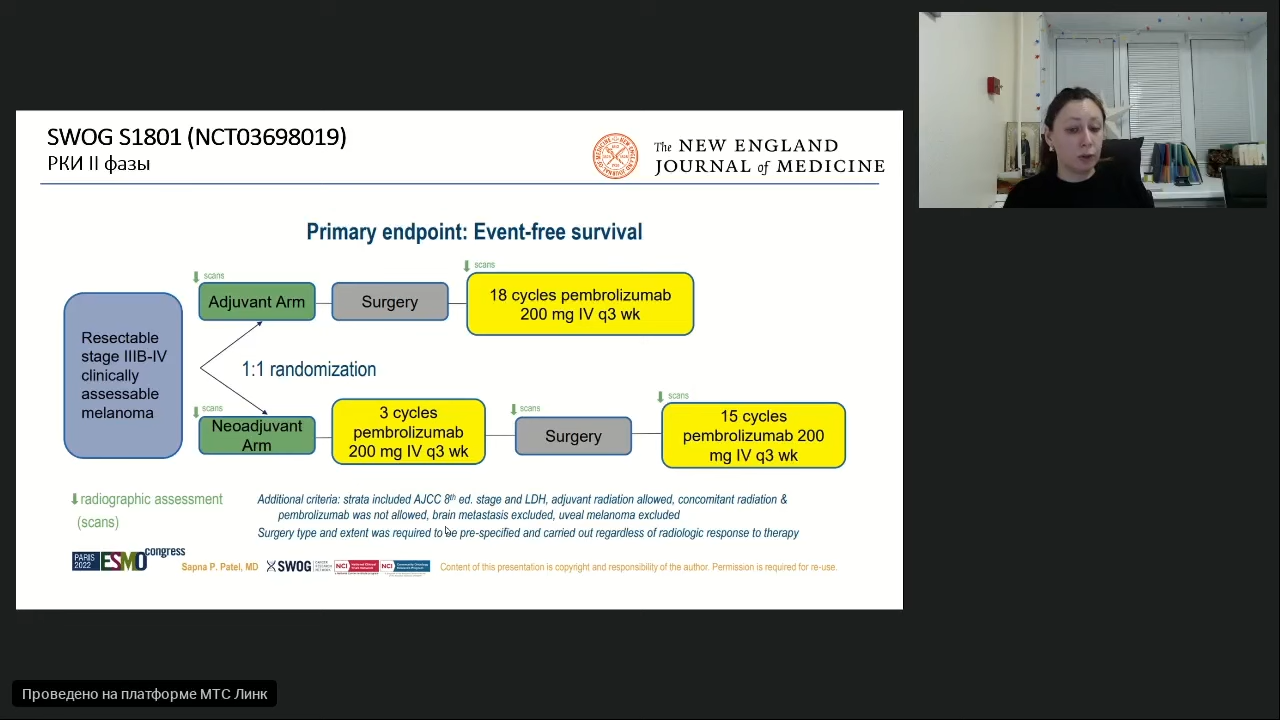 SWOG S1801 (NCT03698019)
РКИ II фазы
The NEW ENGLAND
JOURNAL of MEDICINE
Primary endpoint: Event-free survival
scans
Adjuvant Arm
Surgery
scans
18 cycles pembrolizumab
200 mg IV q3 wk
Resectable
stage IIIB-IV
clinically
assessable
melanoma
1:1 randomization
scans
Neoadjuvant
Arm
3 cycles
pembrolizumab
200 mg IV q3 wk
scans
Surgery
scans
15 cycles
pembrolizumab 200
mg IV q3 wk
radiographic assessment
(scans)
Additional criteria: strata included AJCC 8th ed. stage and LDH, adjuvant radiation allowed, concomitant radiation &
pembrolizumab was not allowed, brain metastasis excluded, uveal melanoma excluded
Surgery type and extent was required to be pre-specified and carried out regardless of radiologic response to therapy
PARIS
2022
ESMO congress
Sapna P. Patel, MD
SWOG
NCI
NCI
Content of this presentation is copyright and responsibility of the author. Permission is required for re-use.
Проведено на платформе МТС Линк